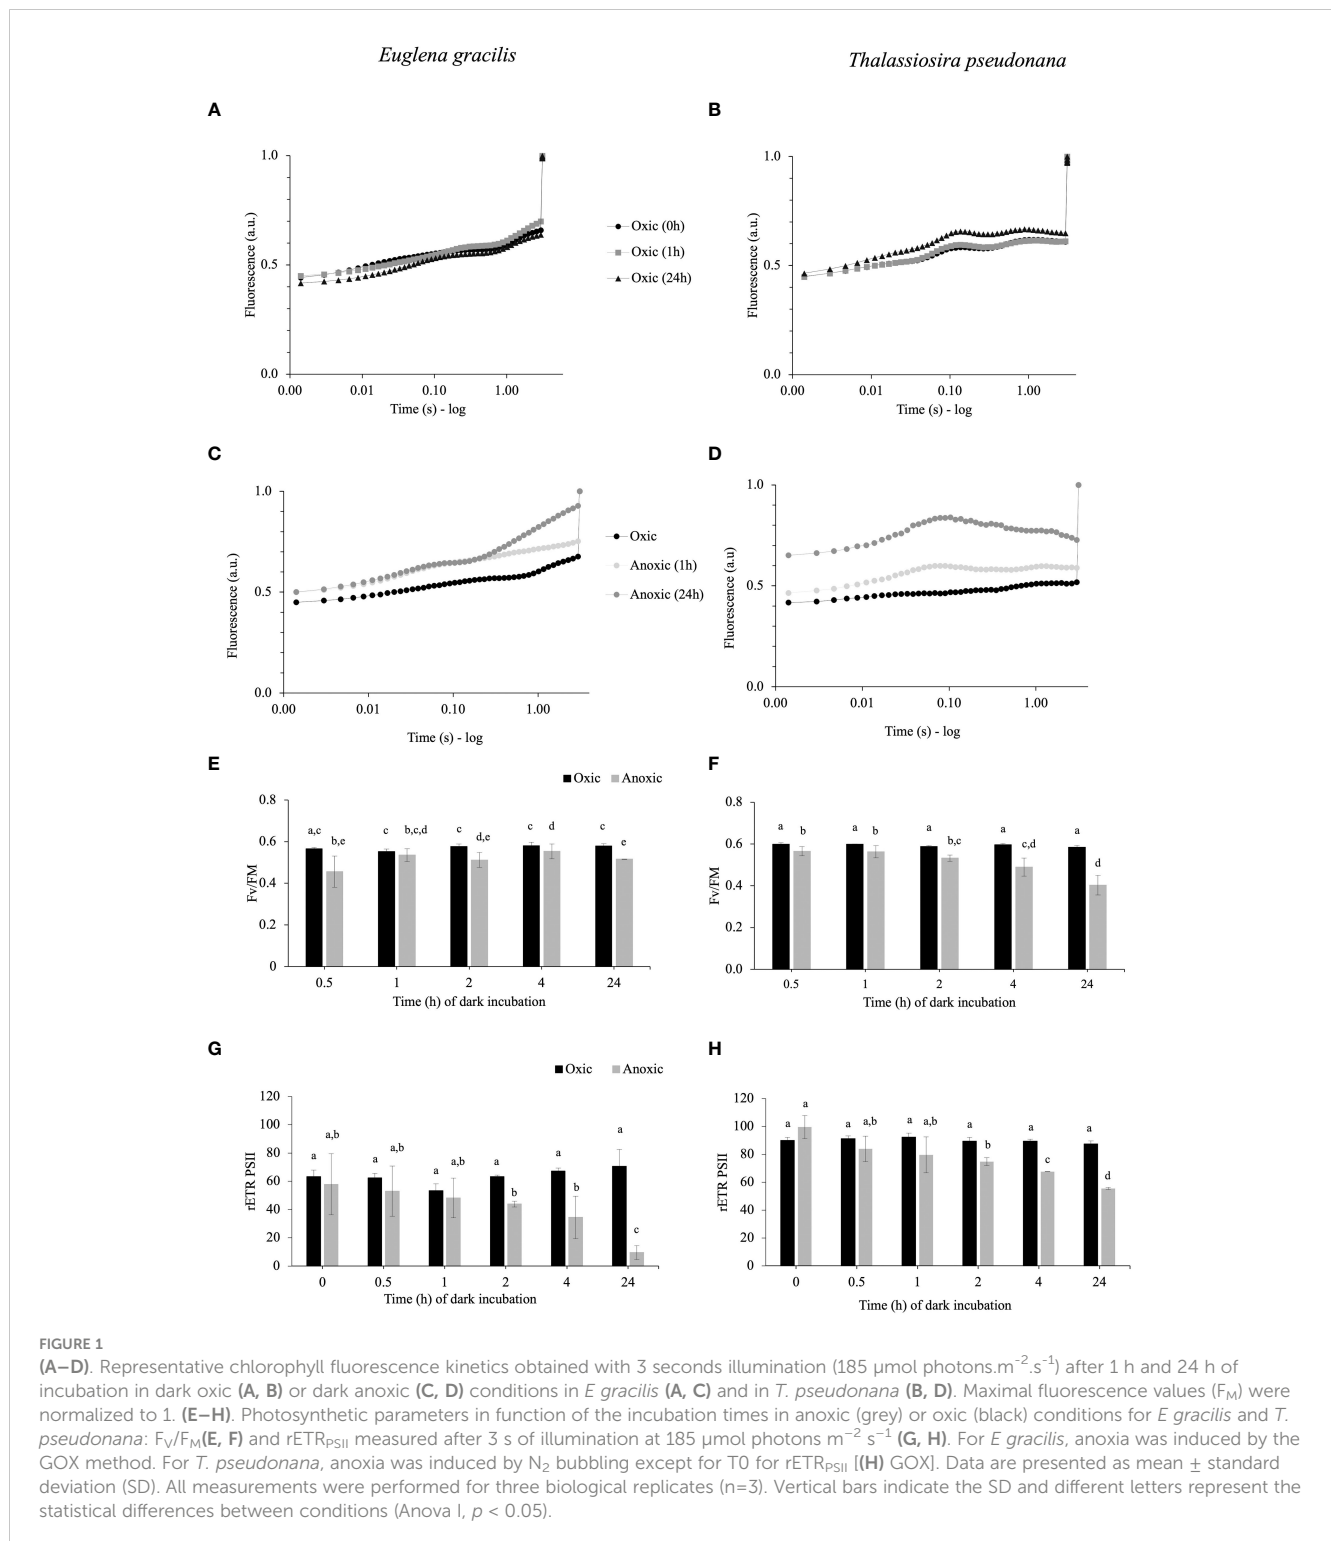 Euglena gracilis
Thalassiosira pseudonana
A
Fluorescence (a.u.)
1.0
0.5
0.0
0.00 0.01 0.10 1.00
Time (s) - log
Oxic (0h)
Oxic (1h)
Oxic (24h)
B
Fluorescence (a.u.)
1.0
0.5
0.0
0.00 0.01 0.10 1.00
Time (s) - log
C
Fluorescence (a.u.)
1.0
0.5
0.0
0.00 0.01 0.10 1.00
Time (s) - log
Oxic
Anoxic (1h)
Anoxic (24h)
D
Fluorescence (a.u)
1.0
0.5
0.0
0.00 0.01 0.10 1.00
Time (s) - log
E
Oxic Anoxic
Fv/FM
0.8
0.6
0.4
0.2
0
a,c b,e c b,c,d c d,e c d c e
0.5 1 2 4 24
Time (h) of dark incubation
F
Fv/FM
0.8
0.6
0.4
0.2
0.0
a b a b a b,c a c,d a d
0.5 1 2 4 24
Time (h) of dark incubation
G
Oxic Anoxic
rETR PSII
120
100
80
60
40
20
0
a a,b a a,b a a,b a b a b a c
0 0.5 1 2 4 24
Time (h) of dark incubation
H
rETR PSII
120
100
80
60
40
20
0
a a a a,b a a,b a b a c a d
0 0.5 1 2 4 24
Time (h) of dark incubation
FIGURE 1
(A–D). Representative chlorophyll fluorescence kinetics obtained with 3 seconds illumination (185 µmol photons.m⁻².s⁻¹) after 1 h and 24 h of
incubation in dark oxic (A, B) or dark anoxic (C, D) conditions in E gracilis (A, C) and in T. pseudonana (B, D). Maximal fluorescence values (FM) were
normalized to 1. (E–H). Photosynthetic parameters in function of the incubation times in anoxic (grey) or oxic (black) conditions for E gracilis and T.
pseudonana: FV/FM(E, F) and rETRPSII measured after 3 s of illumination at 185 µmol photons m⁻² s⁻¹ (G, H). For E gracilis, anoxia was induced by the
GOX method. For T. pseudonana, anoxia was induced by N₂ bubbling except for T0 for rETRPSII [(H) GOX]. Data are presented as mean ± standard
deviation (SD). All measurements were performed for three biological replicates (n=3). Vertical bars indicate the SD and different letters represent the
statistical differences between conditions (Anova I, p < 0.05).